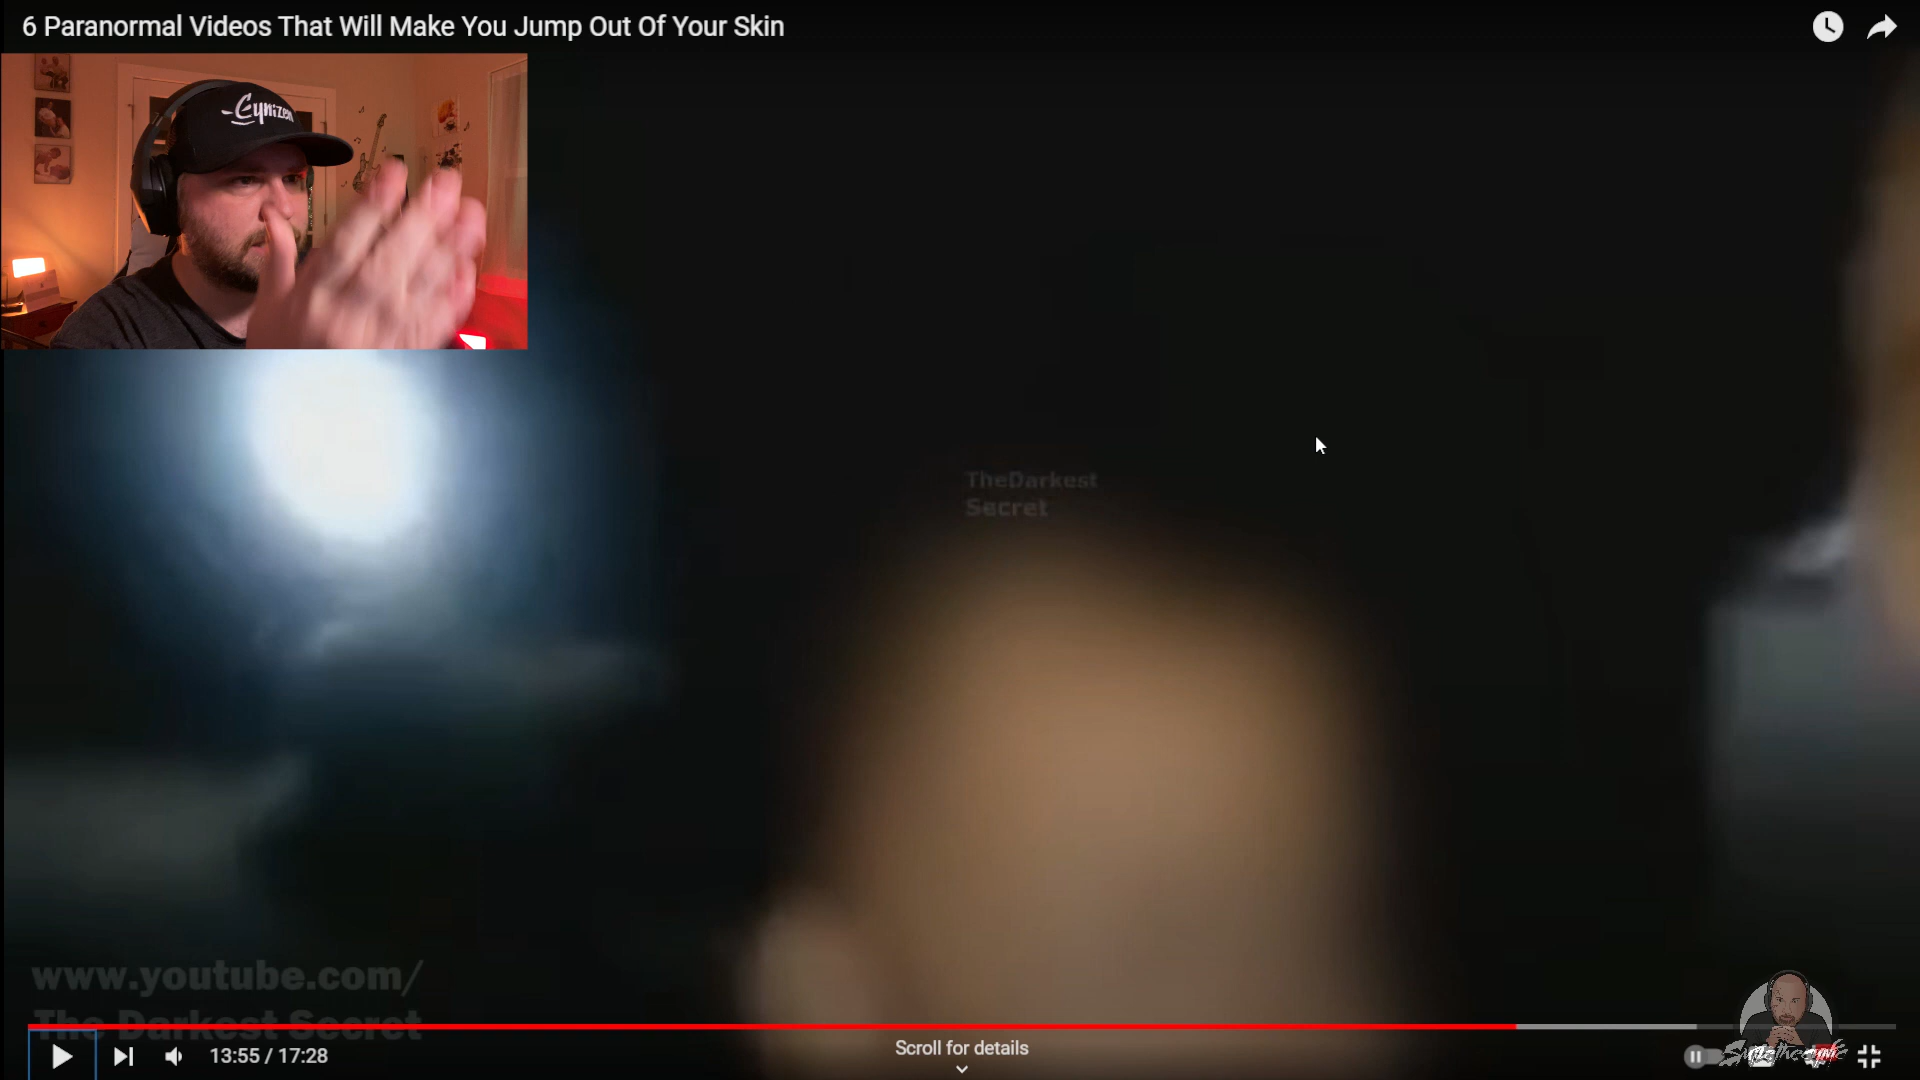 6 Paranormal Videos That Will Make You Jump Out Of Your Skin
Cynizen
TheDarkest
Secret
www.youtube.com/
The Darkest Secret
13:55 / 17:28
Scroll for details